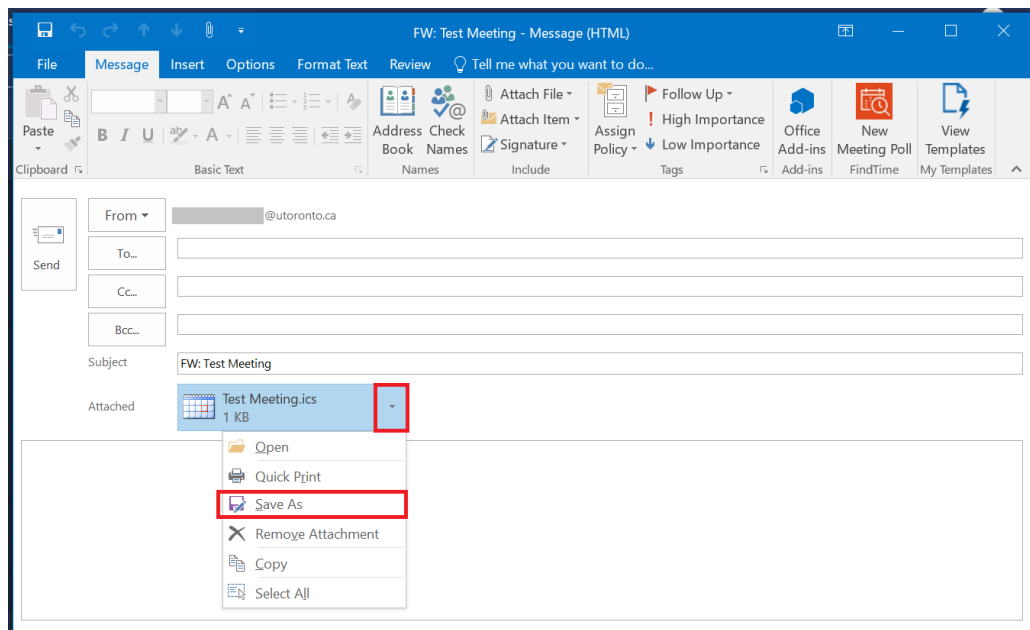 FW: Test Meeting - Message (HTML)
File Message Insert Options Format Text Review Tell me what you want to do...
Paste
Clipboard
A A
B I U aby A
Basic Text
Address Book
Check Names
Names
Attach File
Attach Item
Signature
Include
Assign Policy
Follow Up
High Importance
Low Importance
Tags
Office Add-ins
Add-ins
New Meeting Poll
FindTime
View Templates
My Templates
Send
From @utoronto.ca
To...
Cc...
Bcc...
Subject FW: Test Meeting
Attached Test Meeting.ics
1 KB
Open
Quick Print
Save As
Remove Attachment
Copy
Select All